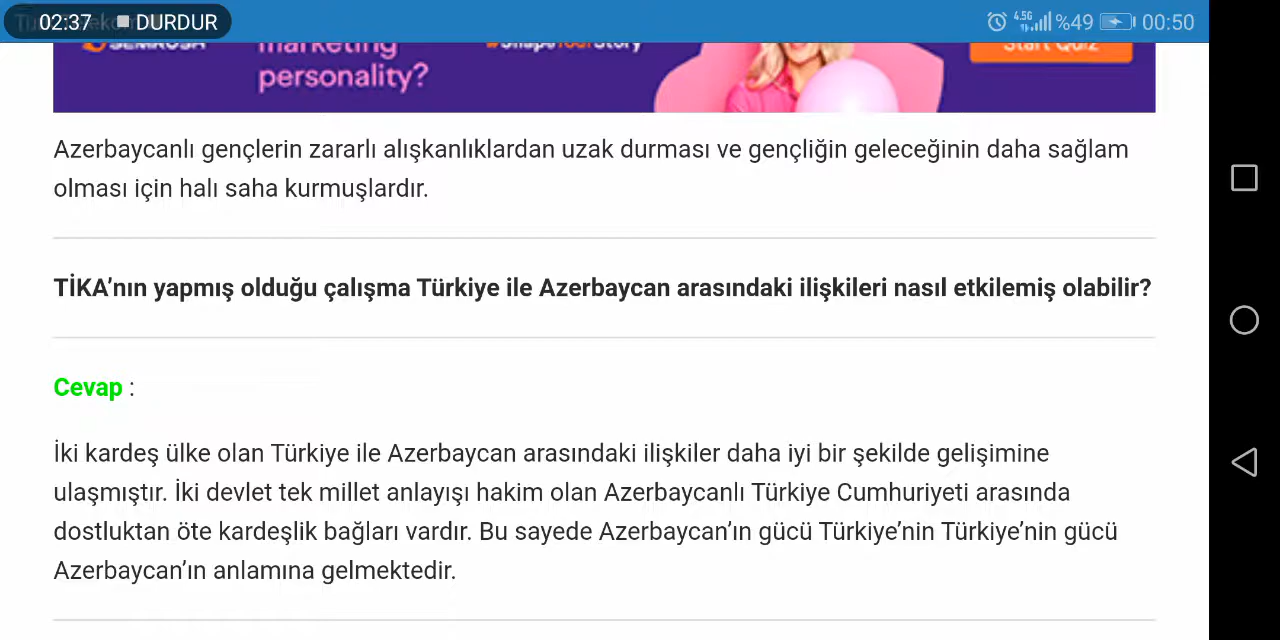 02:37 DURDUR
4.5G %49 00:50
marketing
Start Quiz
personality?
Azerbaycanlı gençlerin zararlı alışkanlıklardan uzak durması ve gençliğin geleceğinin daha sağlam
olması için halı saha kurmuşlardır.
TİKA’nın yapmış olduğu çalışma Türkiye ile Azerbaycan arasındaki ilişkileri nasıl etkilemiş olabilir?
Cevap :
İki kardeş ülke olan Türkiye ile Azerbaycan arasındaki ilişkiler daha iyi bir şekilde gelişimine
ulaşmıştır. İki devlet tek millet anlayışı hakim olan Azerbaycanlı Türkiye Cumhuriyeti arasında
dostluktan öte kardeşlik bağları vardır. Bu sayede Azerbaycan’ın gücü Türkiye’nin Türkiye’nin gücü
Azerbaycan’ın anlamına gelmektedir.